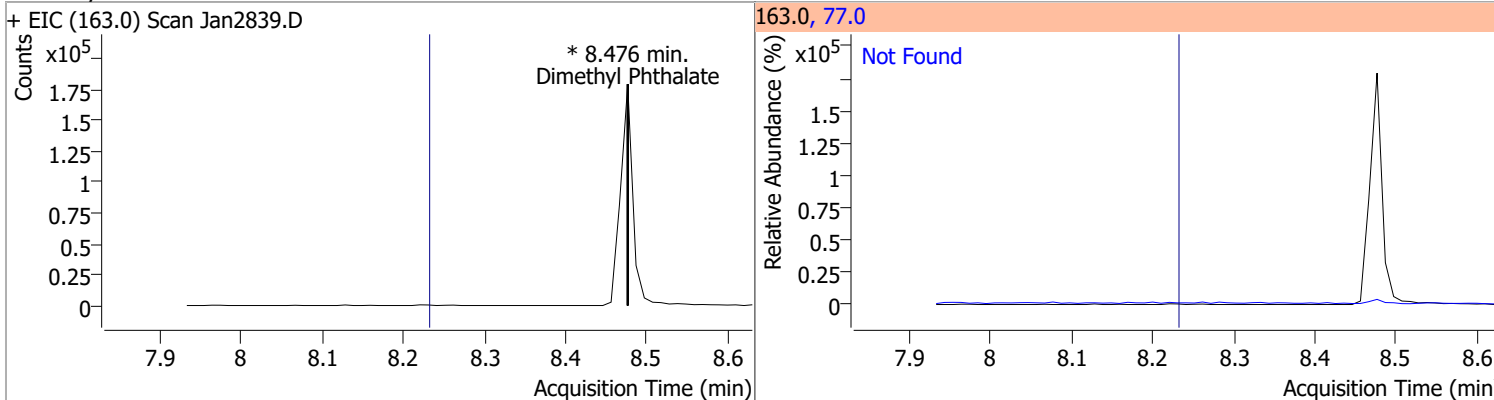 + EIC (163.0) Scan Jan2839.D
Counts
x10⁵
* 8.476 min.
Dimethyl Phthalate
1.75
1.5
1.25
1
0.75
0.5
0.25
0
7.9 8 8.1 8.2 8.3 8.4 8.5 8.6
Acquisition Time (min)
163.0, 77.0
Relative Abundance (%)
x10⁵
Not Found
1.5
1.25
1
0.75
0.5
0.25
0
7.9 8 8.1 8.2 8.3 8.4 8.5 8.6
Acquisition Time (min